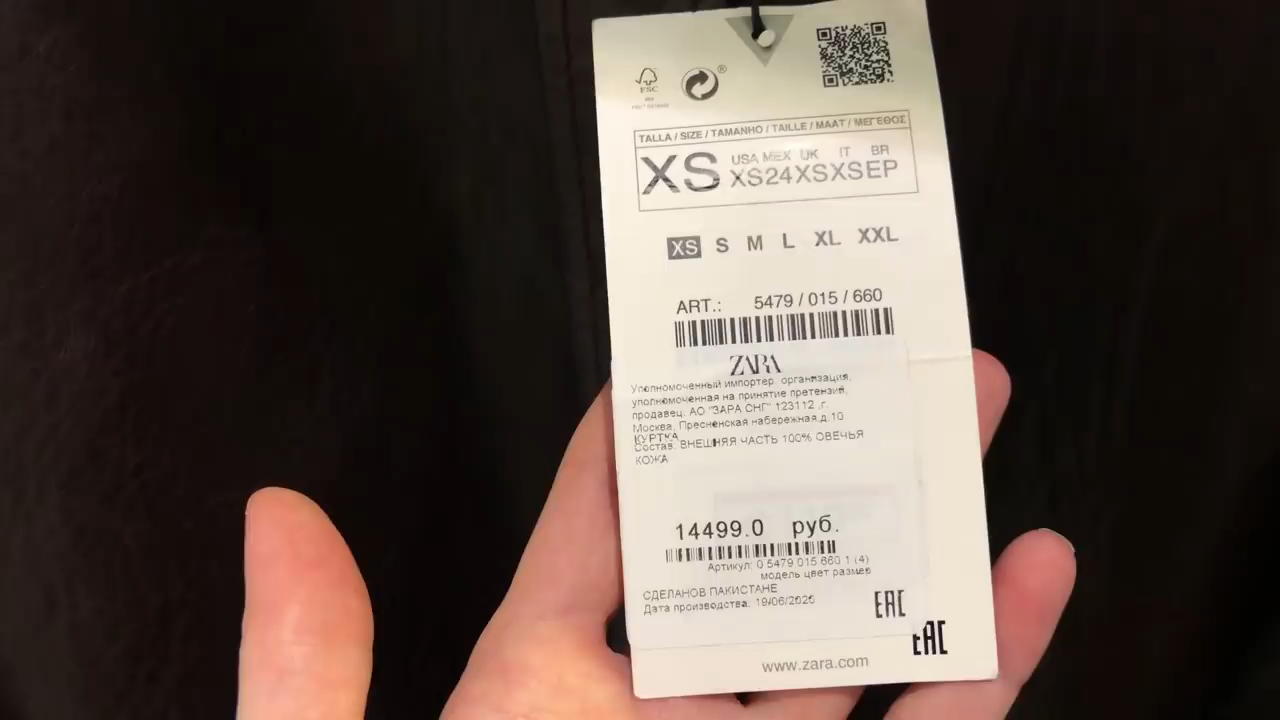 FSC
®
TALLA / SIZE / TAMANHO / TAILLE / MAAT / ΜΕΓΕΘΟΣ
XS
USA MEX UK IT BR
XS 24 XS XS EP
XS S M L XL XXL
ART.: 5479 / 015 / 660
ZARA
Уполномоченный импортер. организация,
уполномоченная на принятие претензий,
продавец: АО "ЗАРА СНГ" 123112 ,г.
Москва, Пресненская набережная,д.10
КУРТКА
Состав: ВНЕШНЯЯ ЧАСТЬ 100% ОВЕЧЬЯ
КОЖА
14499.0 руб.
Артикул: 0 5479 015 660 1 (4)
модель цвет размер
СДЕЛАНОВ ПАКИСТАНЕ
Дата производства: 19/06/2020
EAC
EAC
www.zara.com